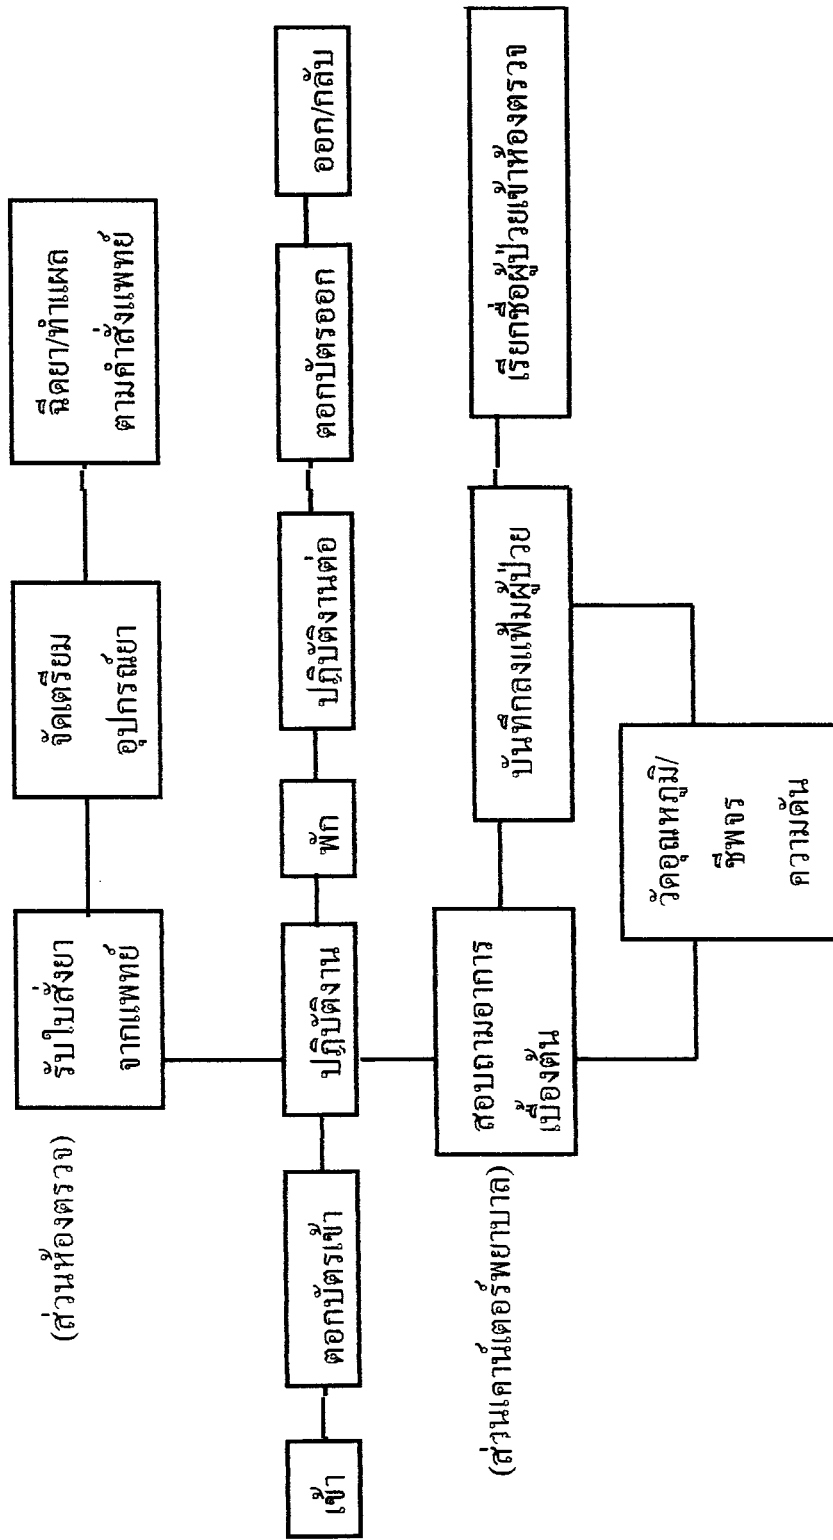 (ส่วนห้องตรวจ)
รับใบสั่งยา
จากแพทย์
จัดเตรียม
อุปกรณ์ยา
ฉีดยา/ทำแผล
ตามคำสั่งแพทย์
เข้า
ตอกบัตรเข้า
ปฏิบัติงาน
พัก
ปฏิบัติงานต่อ
ตอกบัตรออก
ออก/กลับ
(ส่วนเคาน์เตอร์พยาบาล)
สอบถามอาการ
เบื้องต้น
บันทึกลงแฟ้มผู้ป่วย
เรียกชื่อผู้ป่วยเข้าห้องตรวจ
วัดอุณหภูมิ/
ชีพจร
ความดัน